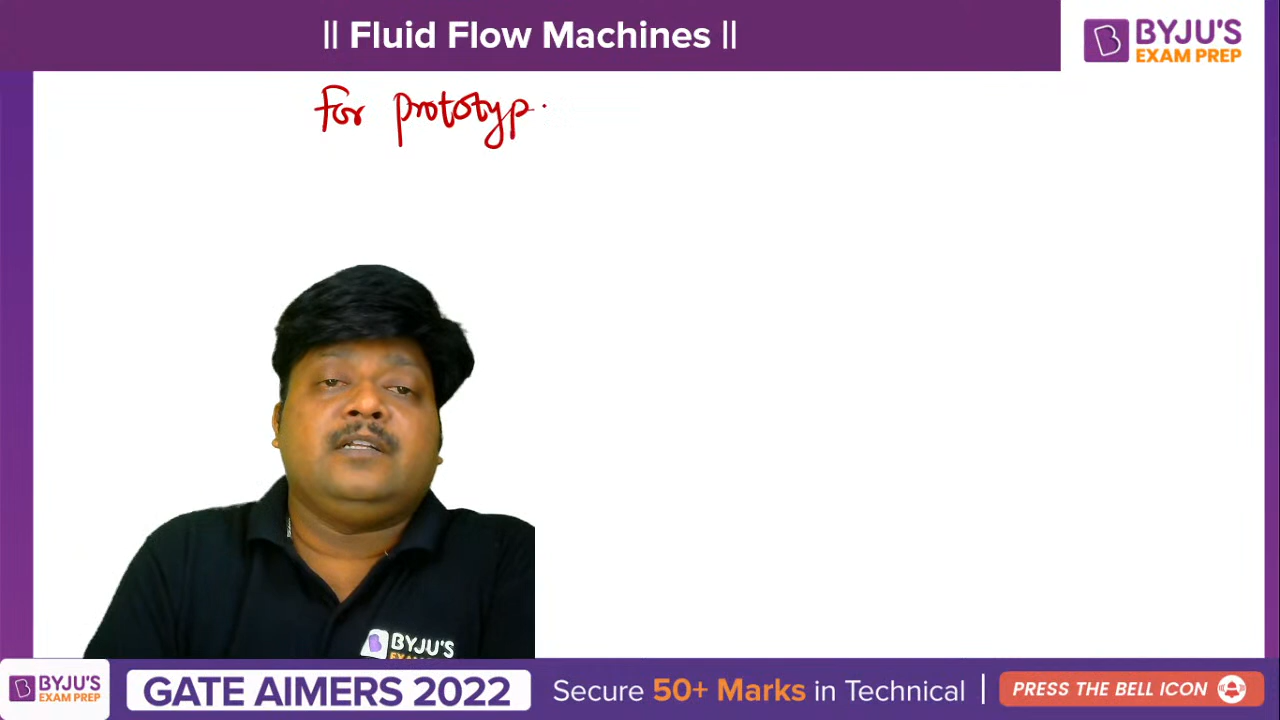 || Fluid Flow Machines ||
BYJU'S
EXAM PREP
For prototyp.
BYJU'S
BYJU'S
EXAM PREP
GATE AIMERS 2022
Secure 50+ Marks in Technical
PRESS THE BELL ICON